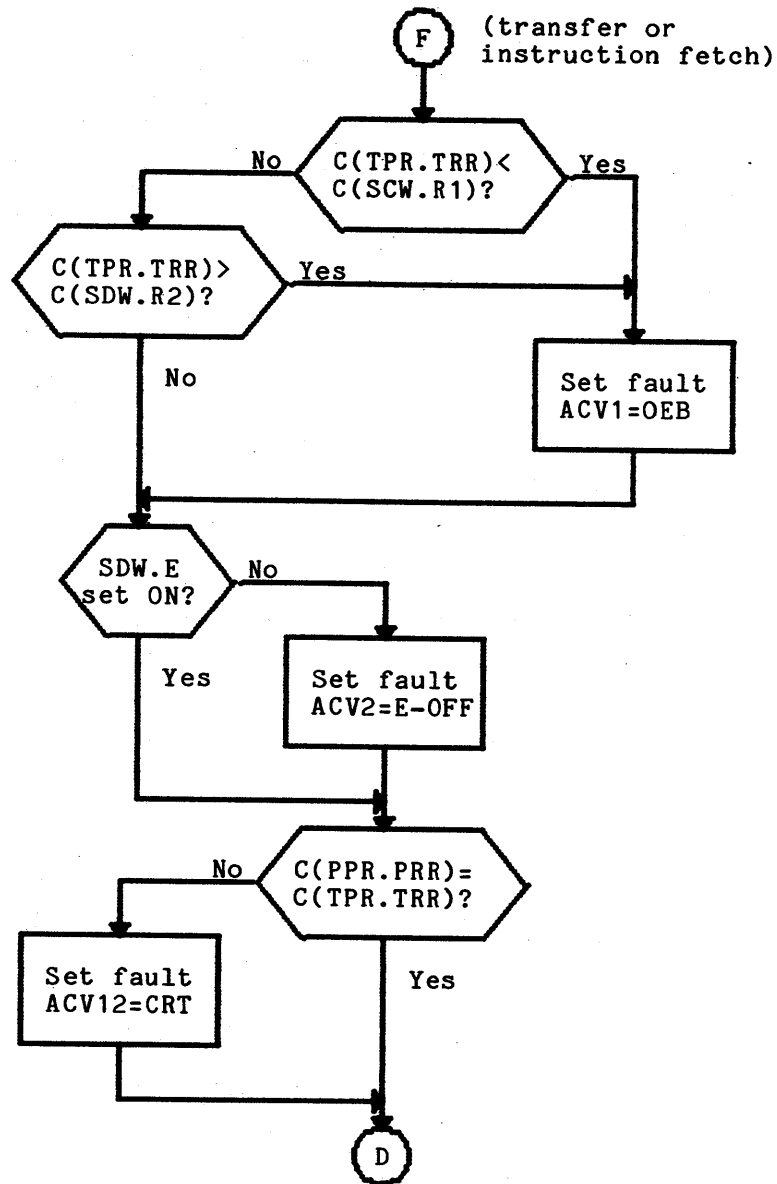 F
(transfer or
instruction fetch)
C(TPR.TRR)<
C(SCW.R1)?
No
Yes
C(TPR.TRR)>
C(SDW.R2)?
Yes
No
Set fault
ACV1=OEB
SDW.E
set ON?
No
Yes
Set fault
ACV2=E-OFF
C(PPR.PRR)=
C(TPR.TRR)?
No
Yes
Set fault
ACV12=CRT
D